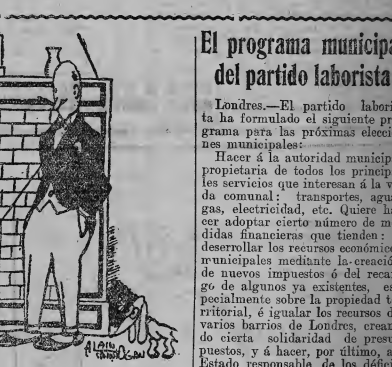 El programa municipa
del partido laborista
Londres.—El partido labori
ta ha formulado el siguiente pr
grama para las próximas elecci
nes municipales:
Hacer á la autoridad municip
propietaria de todos los princip
les servicios que interesan á la v
da comunal: transportes, agua
gas, electricidad, etc. Quiere h
cer adoptar cierto número de m
didas financieras que tienden:
deserrollar los recursos económic
municipales mediante la creació
de nuevos impuestos ó del reca
go de algunos ya existentes, es
pecialmente sobre la propiedad t
rritorial, é igualar los recursos d
varios barrios de Londres, crean
do cierta solidaridad de presu
puestos, y á hacer, por último, a
Estado responsable de los défici
ALAIN